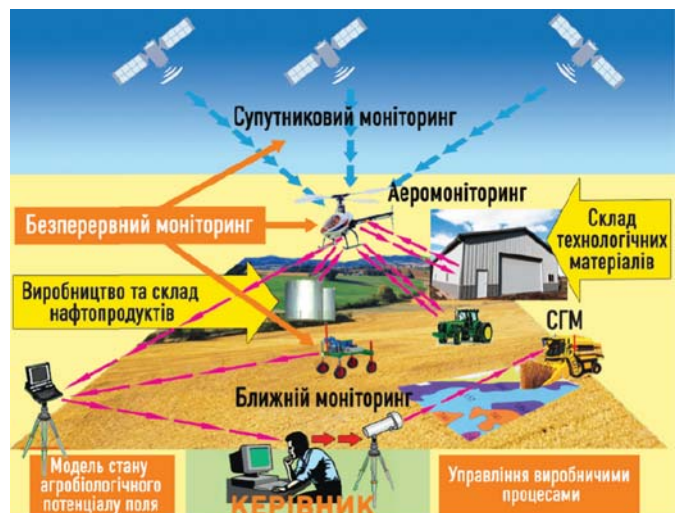 Супутниковий моніторинг
Аеромоніторинг
Безперервний моніторинг
Склад
технологічних
матеріалів
Виробництво та склад
нафтопродуктів
СГМ
Ближній моніторинг
Модель стану
агробіологічного
потенціалу поля
КЕРІВНИК
Управління виробничими
процесами